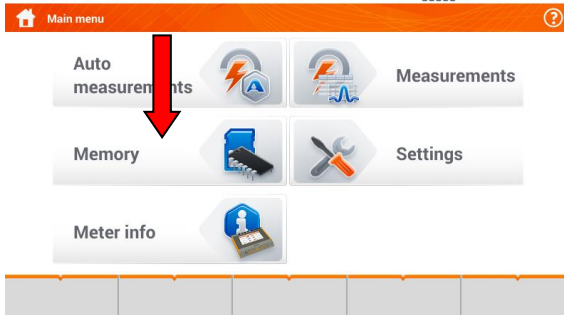 Main menu
?
Auto
measurements
Measurements
Memory
Settings
Meter info